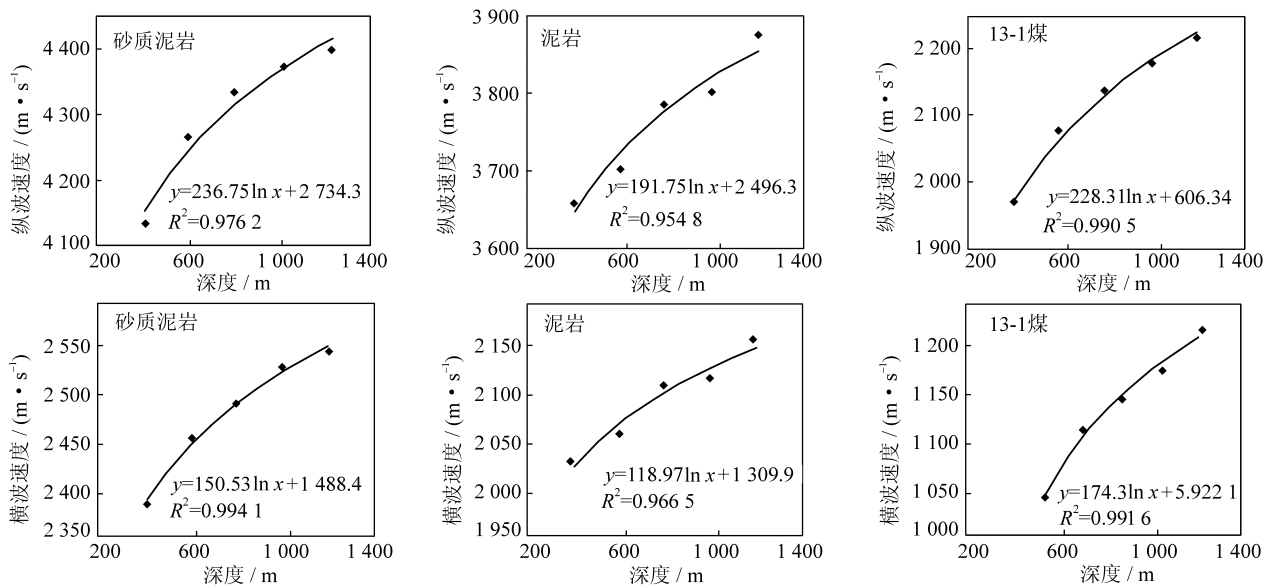 砂质泥岩
纵波速度 / (m·s⁻¹)
4 400
4 300
4 200
4 100
y=236.75ln x+2 734.3
R²=0.976 2
200 600 1 000 1 400
深度 / m
泥岩
纵波速度 / (m·s⁻¹)
3 900
3 800
3 700
3 600
y=191.75ln x+2 496.3
R²=0.954 8
200 600 1 000 1 400
深度 / m
13-1煤
纵波速度 / (m·s⁻¹)
2 200
2 100
2 000
1 900
y=228.31ln x+606.34
R²=0.990 5
200 600 1 000 1 400
深度 / m
砂质泥岩
横波速度 / (m·s⁻¹)
2 550
2 500
2 450
2 400
2 350
y=150.53ln x+1 488.4
R²=0.994 1
200 600 1 000 1 400
深度 / m
泥岩
横波速度 / (m·s⁻¹)
2 150
2 100
2 050
2 000
1 950
y=118.97ln x+1 309.9
R²=0.966 5
200 600 1 000 1 400
深度 / m
13-1煤
横波速度 / (m·s⁻¹)
1 200
1 150
1 100
1 050
1 000
y=174.3ln x+5.922 1
R²=0.991 6
200 600 1 000 1 400
深度 / m